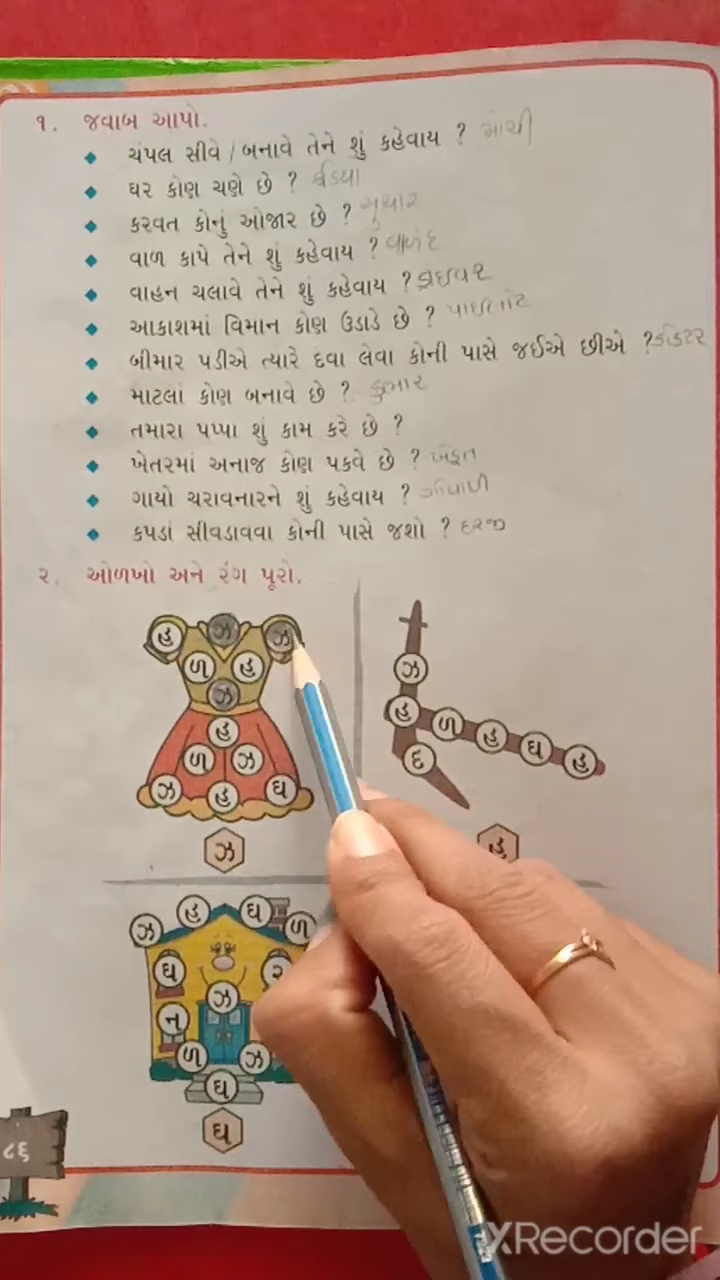 ૧. જવાબ આપો.
ચંપલ સીવે / બનાવે તેને શું કહેવાય ? મોચી
ઘર કોણ ચણે છે ? કડિયા
કરવત કોનું ઓજાર છે ? સુથાર
વાળ કાપે તેને શું કહેવાય ? વાળંદ
વાહન ચલાવે તેને શું કહેવાય ? ડ્રાઇવર
આકાશમાં વિમાન કોણ ઉડાડે છે ? પાઇલોટ
બીમાર પડીએ ત્યારે દવા લેવા કોની પાસે જઈએ છીએ ?
માટલાં કોણ બનાવે છે ? કુંભાર
તમારા પપ્પા શું કામ કરે છે ?
ખેતરમાં અનાજ કોણ પકવે છે ? ખેડૂત
ગાયો ચરાવનારને શું કહેવાય ? ગોવાળ
કપડાં સીવડાવવા કોની પાસે જશો ? દરજી
૨. ઓળખો અને રંગ પૂરો.
હ ઝ ઝ
ળ હ
ઝ
હ
ળ ઝ
ઝ હ ઘ
ઝ
ઝ
હ ળ હ ઘ હ
દ
હ
ઝ હ ઘ ળ
ઘ ર
ઝ
ન
ળ ઝ
ઘ
ઘ
૮૬
XRecorder